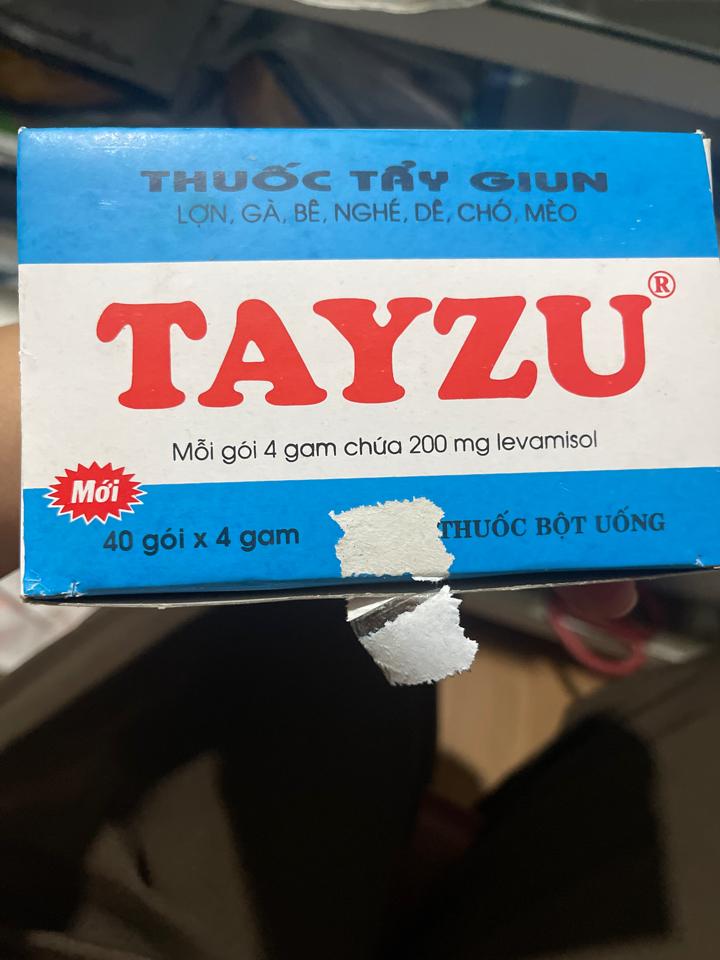 THUỐC TẨY GIUN
LỢN, GÀ, BÊ, NGHÉ, DÊ, CHÓ, MÈO
TAYZU®
Mỗi gói 4 gam chứa 200 mg levamisol
Mới
40 gói x 4 gam
THUỐC BỘT UỐNG